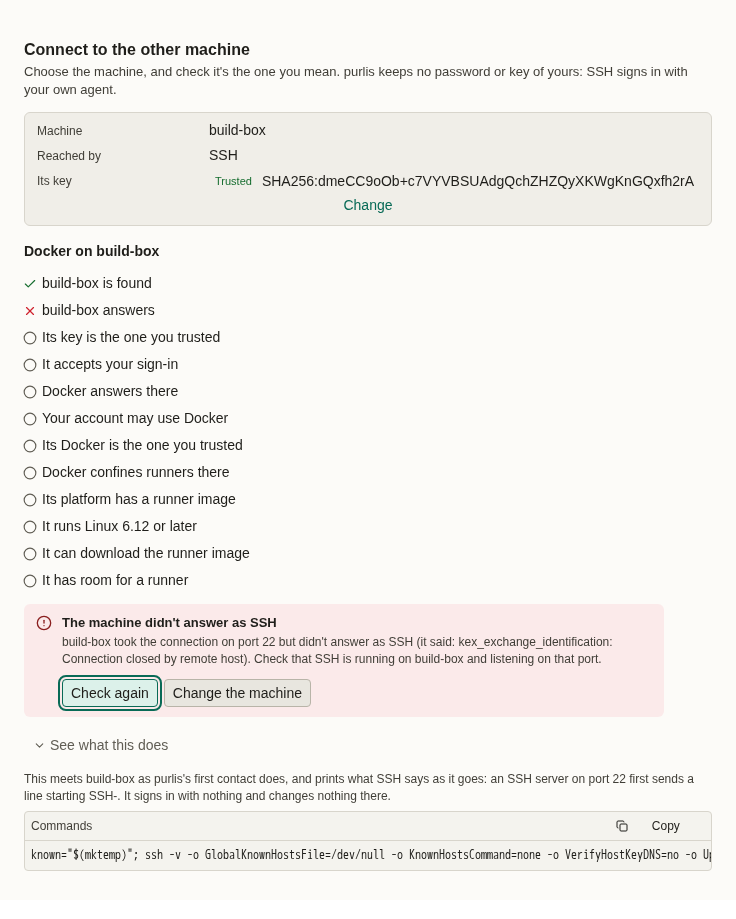 Connect to the other machine
Choose the machine, and check it's the one you mean. purlis keeps no password or key of yours: SSH signs in with
your own agent.
Machine build-box
Reached by SSH
Its key Trusted SHA256:dmeCC9oOb+c7VYVBSUAdgQchZHZQyXKWgKnGQxfh2rA
Change
Docker on build-box
build-box is found
build-box answers
Its key is the one you trusted
It accepts your sign-in
Docker answers there
Your account may use Docker
Its Docker is the one you trusted
Docker confines runners there
Its platform has a runner image
It runs Linux 6.12 or later
It can download the runner image
It has room for a runner
The machine didn't answer as SSH
build-box took the connection on port 22 but didn't answer as SSH (it said: kex_exchange_identification:
Connection closed by remote host). Check that SSH is running on build-box and listening on that port.
Check again Change the machine
See what this does
This meets build-box as purlis's first contact does, and prints what SSH says as it goes: an SSH server on port 22 first sends a
line starting SSH-. It signs in with nothing and changes nothing there.
Commands Copy
known="$(mktemp)"; ssh -v -o GlobalKnownHostsFile=/dev/null -o KnownHostsCommand=none -o VerifyHostKeyDNS=no -o Up